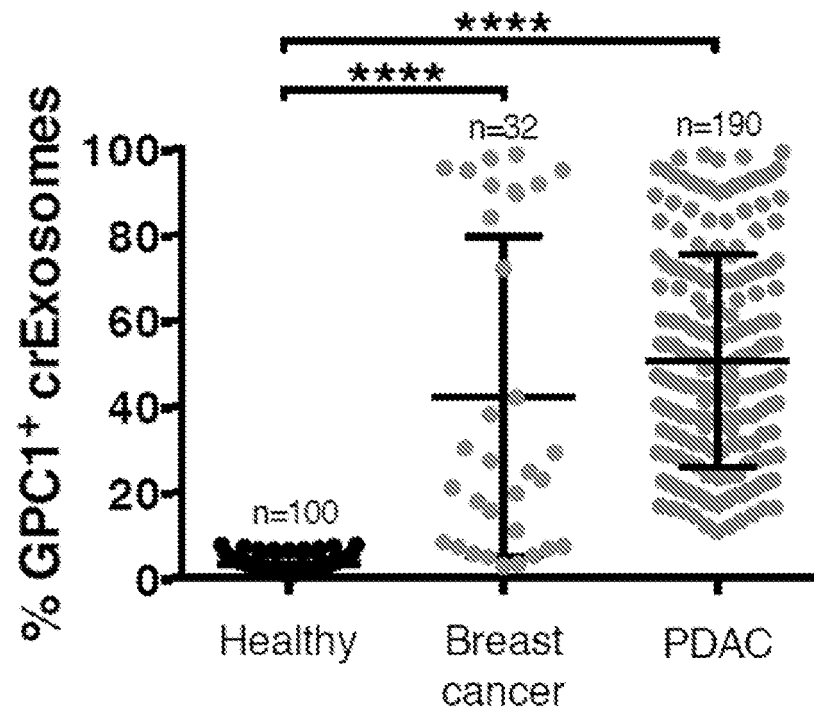 ****
****
n=32
n=190
n=100
% GPC1+ crExosomes
100
80
60
40
20
0
Healthy
Breast
cancer
PDAC